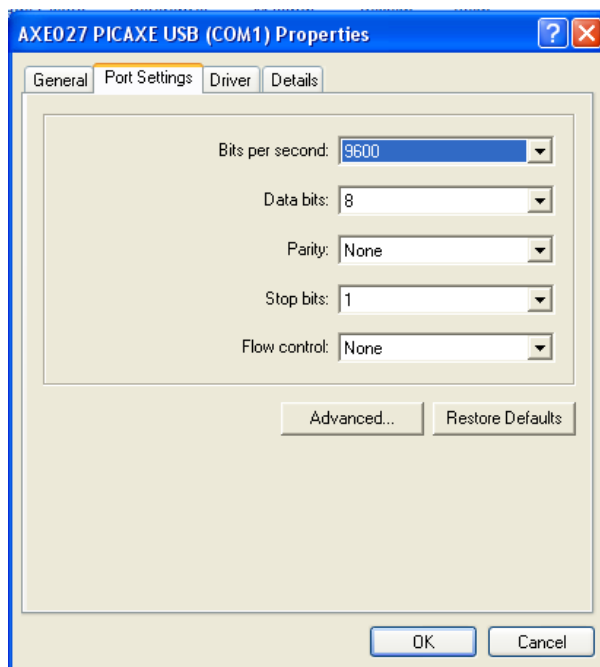 AXE027 PICAXE USB (COM1) Properties
General Port Settings Driver Details
Bits per second: 9600
Data bits: 8
Parity: None
Stop bits: 1
Flow control: None
Advanced... Restore Defaults
OK Cancel